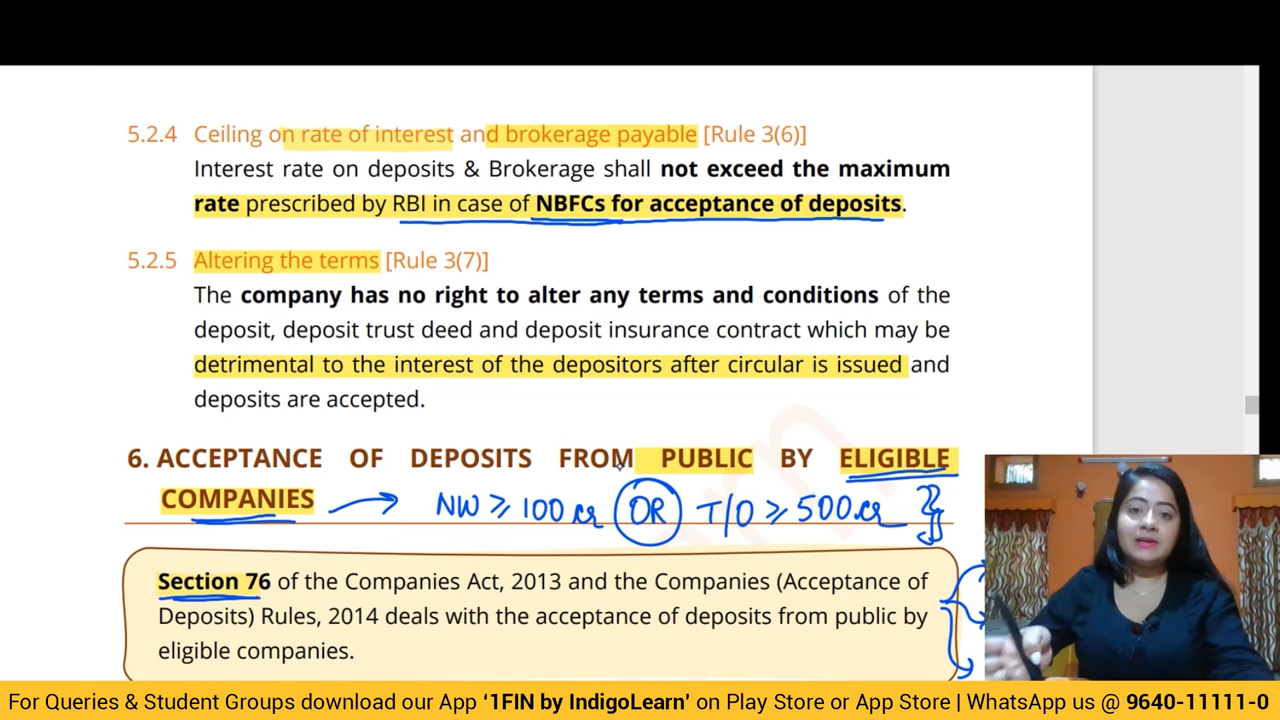 5.2.4 Ceiling on rate of interest and brokerage payable [Rule 3(6)]
Interest rate on deposits & Brokerage shall not exceed the maximum
rate prescribed by RBI in case of NBFCs for acceptance of deposits.
5.2.5 Altering the terms [Rule 3(7)]
The company has no right to alter any terms and conditions of the
deposit, deposit trust deed and deposit insurance contract which may be
detrimental to the interest of the depositors after circular is issued and
deposits are accepted.
6. ACCEPTANCE OF DEPOSITS FROM PUBLIC BY ELIGIBLE
COMPANIES → NW ≥ 100 cr OR T/O ≥ 500 cr
Section 76 of the Companies Act, 2013 and the Companies (Acceptance of
Deposits) Rules, 2014 deals with the acceptance of deposits from public by
eligible companies.
For Queries & Student Groups download our App ‘1FIN by IndigoLearn’ on Play Store or App Store | WhatsApp us @ 9640-11111-0